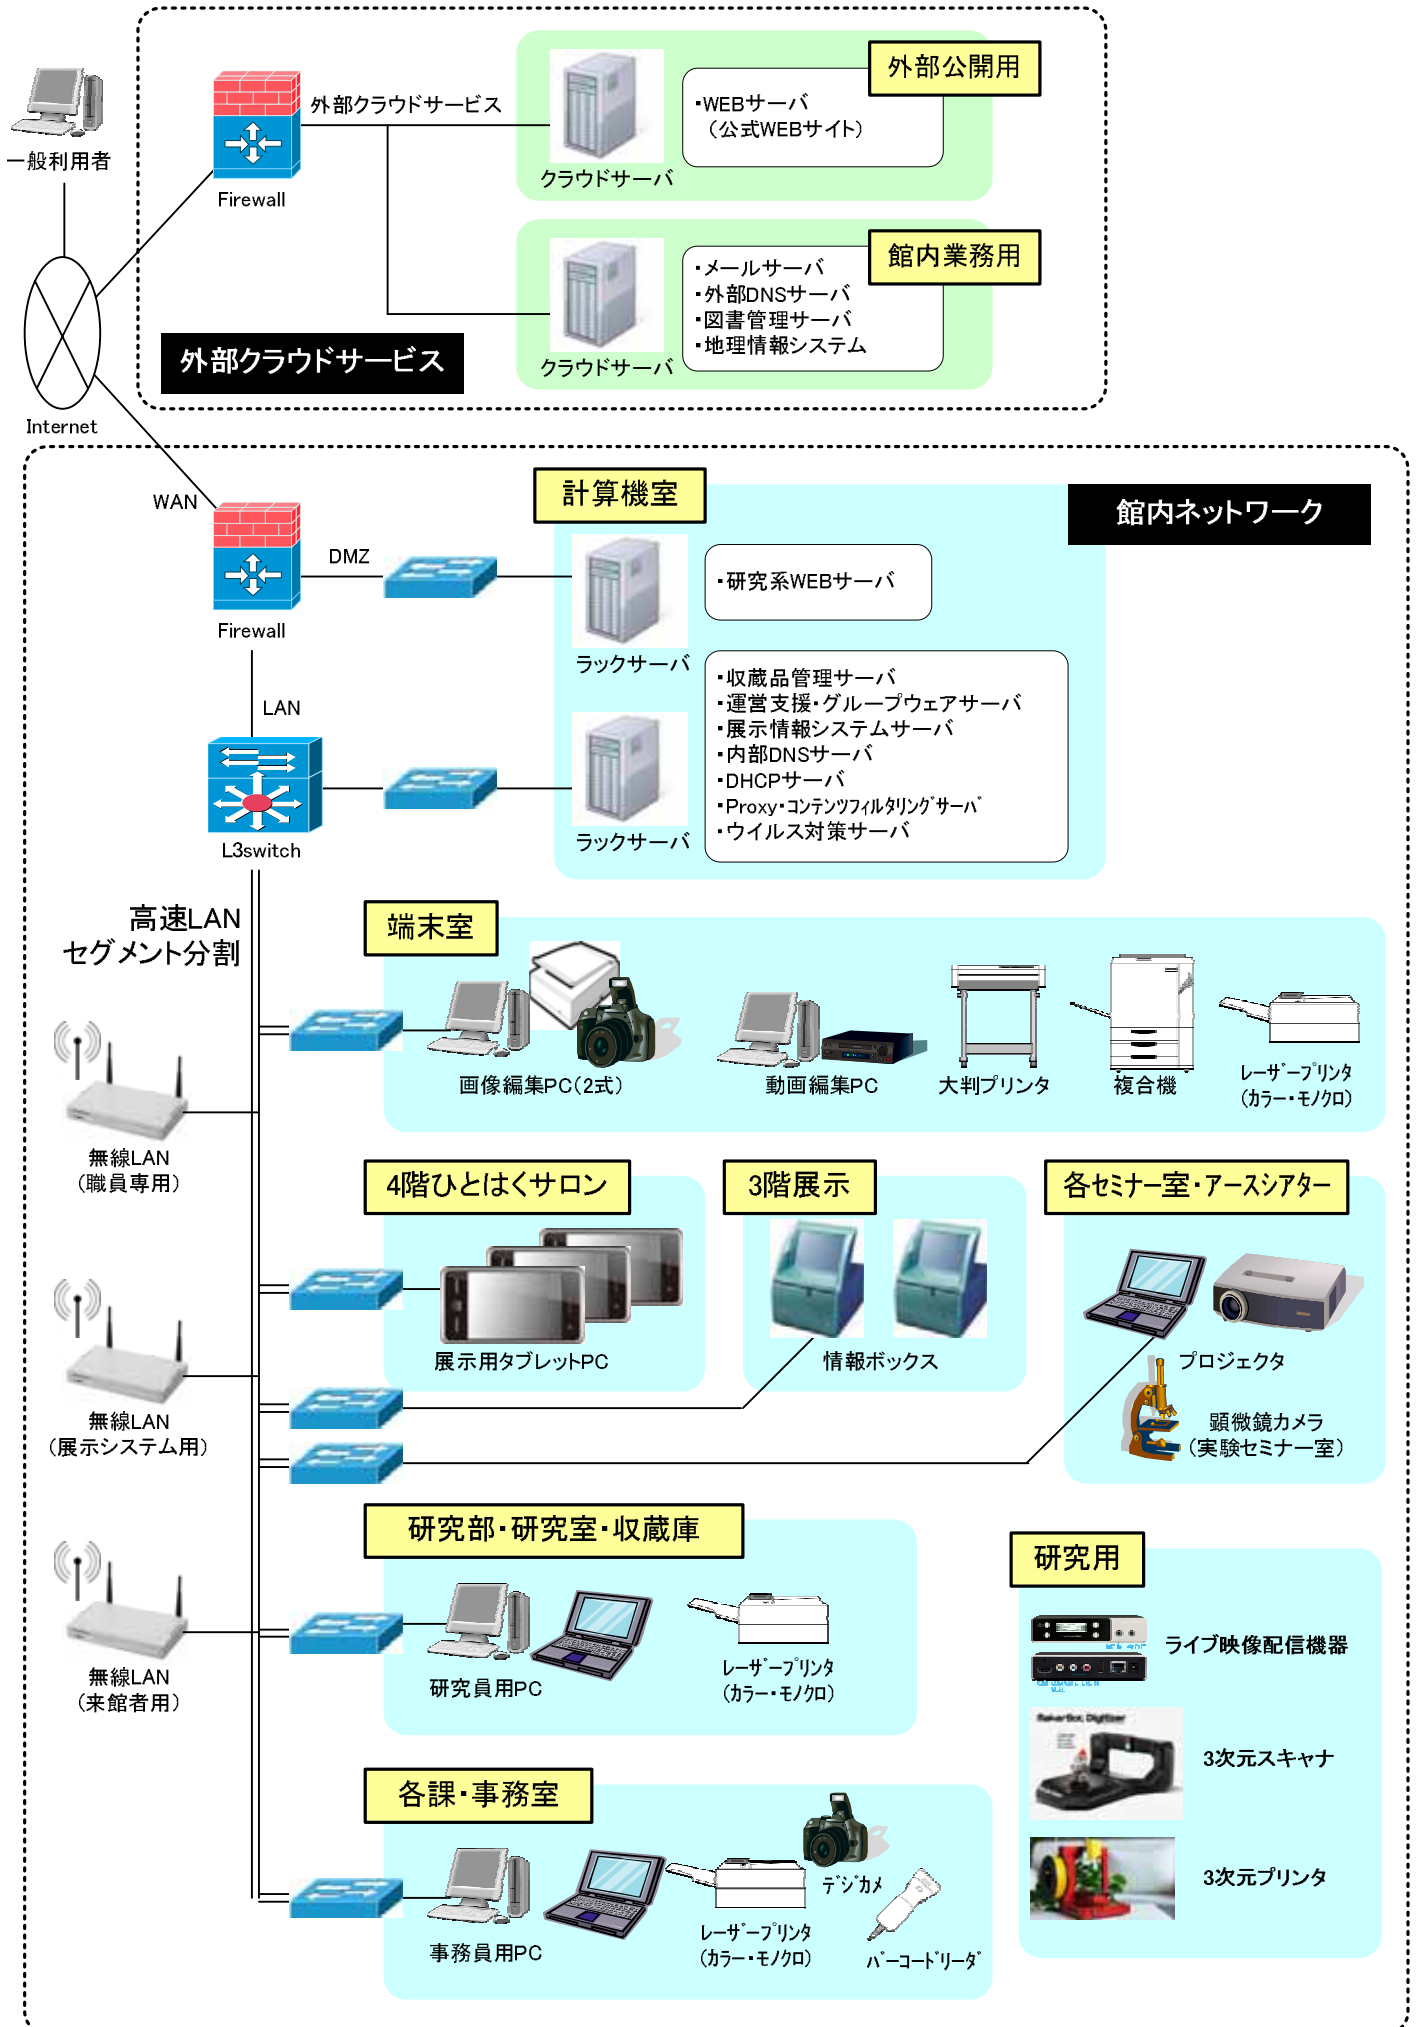 外部公開用
外部クラウドサービス
・WEBサーバ
（公式WEBサイト）
一般利用者
クラウドサーバ
Firewall
館内業務用
・メールサーバ
・外部DNSサーバ
・図書管理サーバ
・地理情報システム
外部クラウドサービス
クラウドサーバ
Internet
WAN
計算機室
館内ネットワーク
DMZ
・研究系WEBサーバ
Firewall
ラックサーバ
・収蔵品管理サーバ
・運営支援・グループウェアサーバ
・展示情報システムサーバ
・内部DNSサーバ
・DHCPサーバ
・Proxy・コンテンツフィルタリングサーバ
・ウイルス対策サーバ
LAN
ラックサーバ
L3switch
高速LAN
セグメント分割
端末室
画像編集PC(2式)
動画編集PC
大判プリンタ
複合機
レーザープリンタ
(カラー・モノクロ)
無線LAN
(職員専用)
4階ひとはくサロン
3階展示
各セミナー室・アースシアター
展示用タブレットPC
情報ボックス
プロジェクタ
無線LAN
(展示システム用)
顕微鏡カメラ
(実験セミナー室)
研究部・研究室・収蔵庫
研究用
ライブ映像配信機器
無線LAN
(来館者用)
研究員用PC
レーザープリンタ
(カラー・モノクロ)
MakerBot Digitizer
3次元スキャナ
各課・事務室
デジカメ
3次元プリンタ
事務員用PC
レーザープリンタ
(カラー・モノクロ)
バーコードリーダ